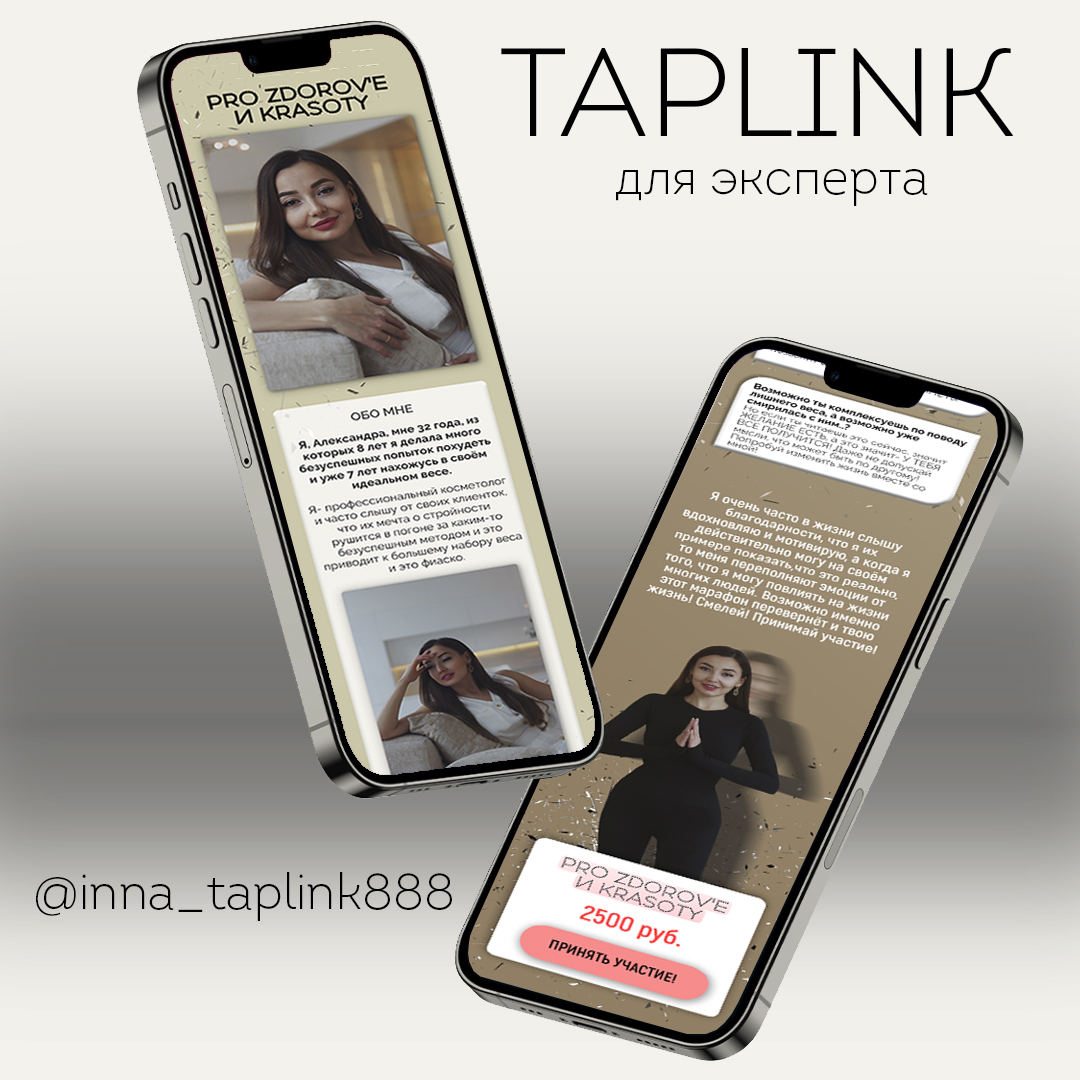 TAPLINK
для эксперта
PRO ZDOROV'E
И KRASOTY
ОБО МНЕ
Я, Александра, мне 32 года, из
которых 8 лет я делала много
безуспешных попыток похудеть
и уже 7 лет нахожусь в своём
идеальном весе.
Я- профессиональный косметолог
и часто слышу от своих клиенток,
что их мечта о стройности
рушится в погоне за каким-то
безуспешным методом и это
приводит к большему набору веса
и это фиаско.
Возможно ты комплексуешь по поводу
лишнего веса, а возможно уже
смирилась с ним..?
Но если ты читаешь это сейчас, значит
ЖЕЛАНИЕ ЕСТЬ, а это значит- у ТЕБЯ
ВСЕ ПОЛУЧИТСЯ! Даже не допускай
мысли, что может быть по другому!
Попробуй изменить жизнь вместе со
мной!
Я очень часто в жизни слышу
благодарности, что я их
вдохновляю и мотивирую, а когда я
действительно могу на своём
примере показать,что это реально,
то меня переполняют эмоции от
того, что я могу повлиять на жизни
многих людей. Возможно именно
этот марафон перевернёт и твою
жизнь! Смелей! Принимай участие!
PRO ZDOROV'E
И KRASOTY
2500 руб.
ПРИНЯТЬ УЧАСТИЕ!
@inna_taplink888